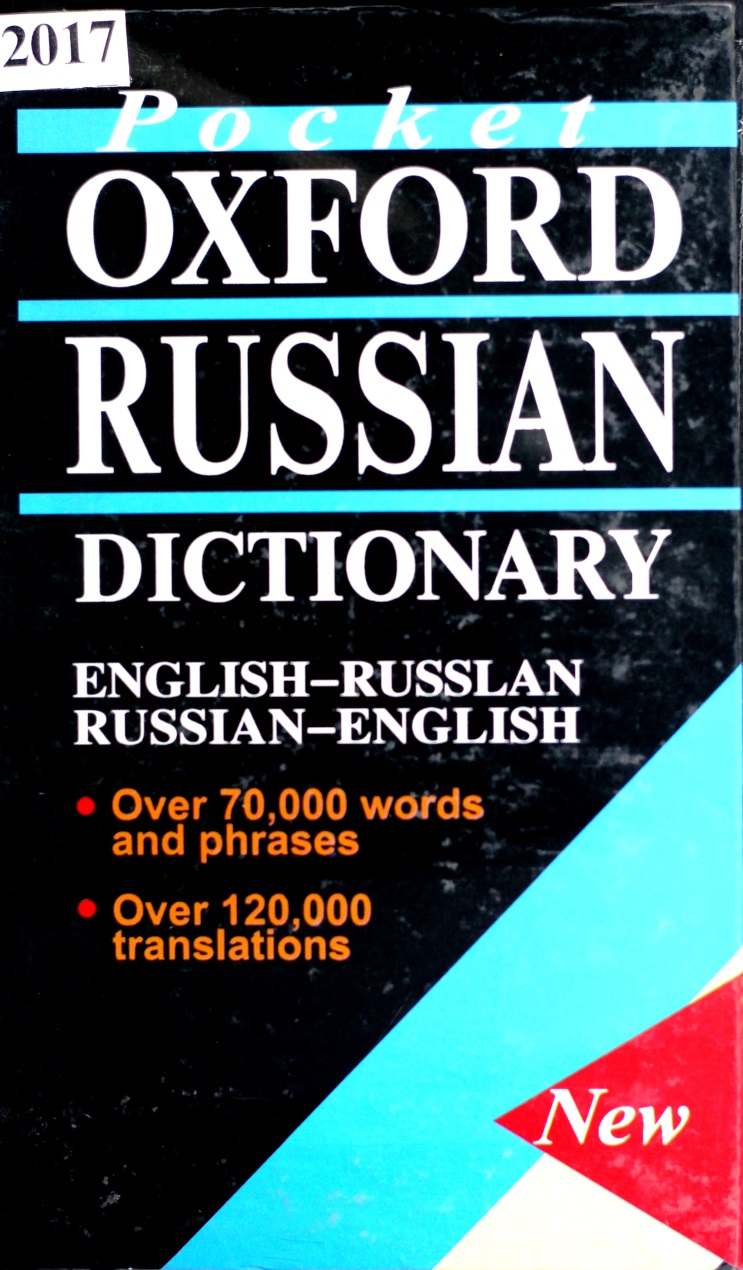 2017
Pocket
OXFORD
RUSSIAN
DICTIONARY
ENGLISH–RUSSLAN
RUSSIAN–ENGLISH
• Over 70,000 words
and phrases
• Over 120,000
translations
New